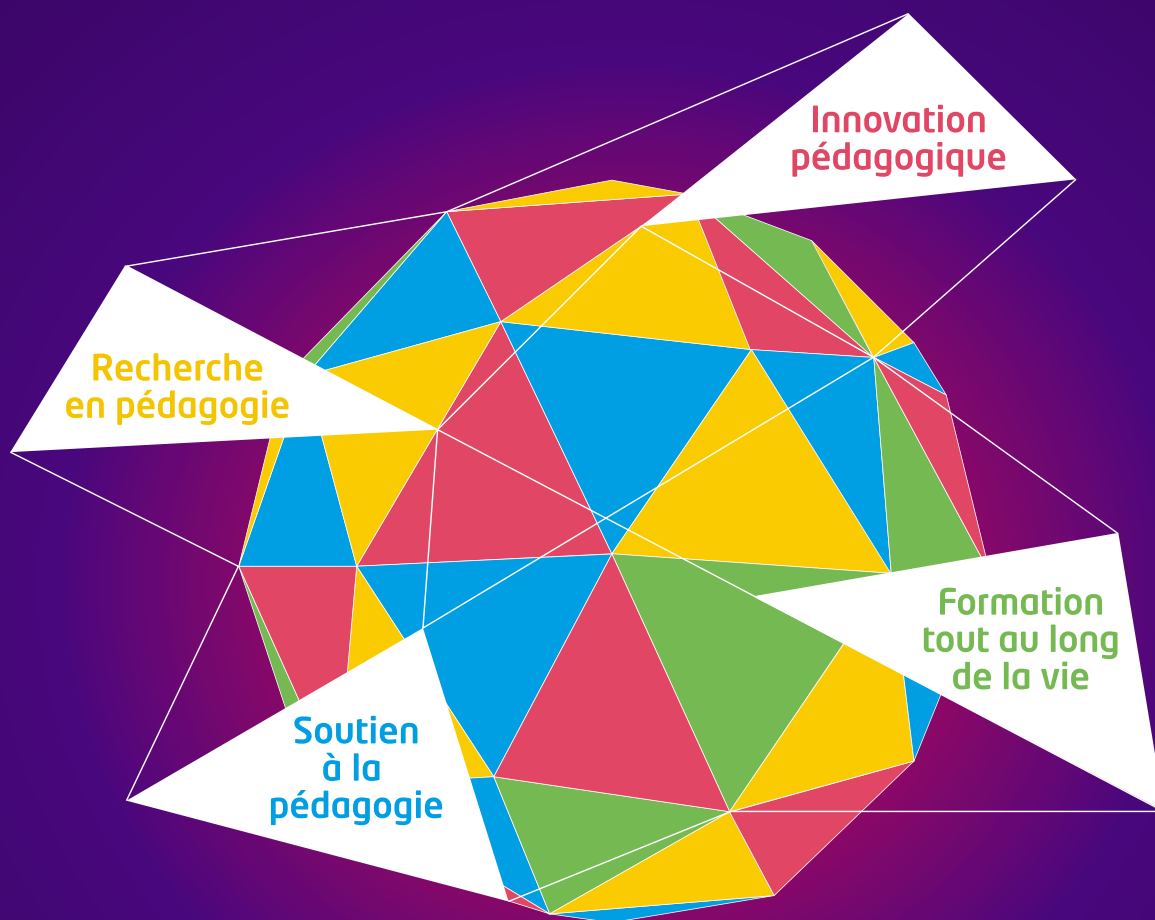 Innovation
pédagogique
Recherche
en pédagogie
Formation
tout au long
de la vie
Soutien
à la
pédagogie